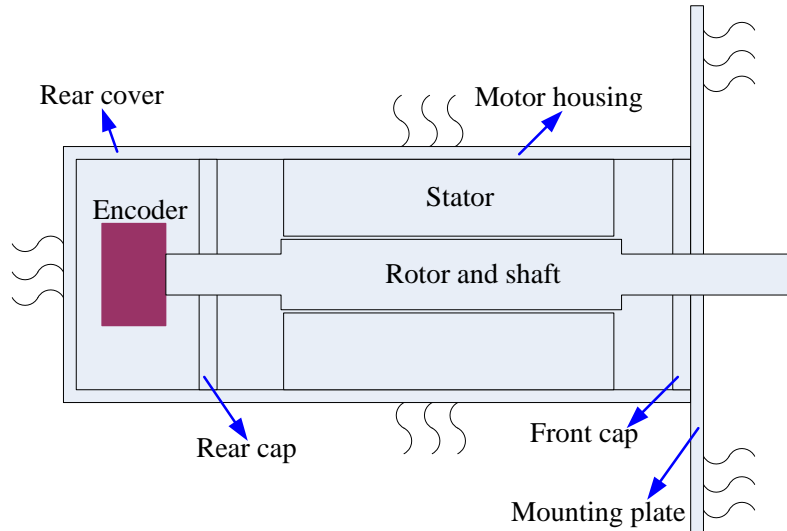 Rear cover
Motor housing
Stator
Encoder
Rotor and shaft
Rear cap
Front cap
Mounting plate